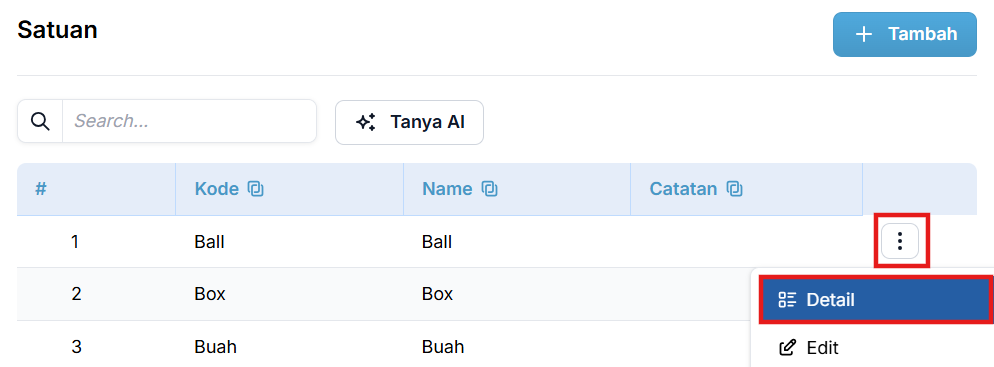 Satuan
+ Tambah
Search...
Tanya AI
# Kode Name Catatan
1 Ball Ball
2 Box Box
Detail
3 Buah Buah
Edit